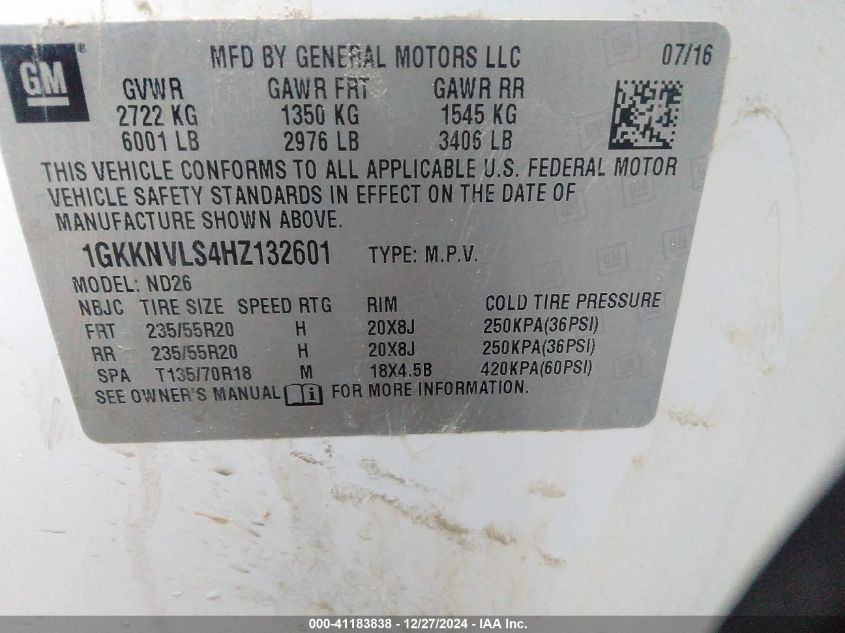 GM ®
MFD BY GENERAL MOTORS LLC 07/16
GVWR GAWR FRT GAWR RR
2722 KG 1350 KG 1545 KG
6001 LB 2976 LB 3406 LB
THIS VEHICLE CONFORMS TO ALL APPLICABLE U.S. FEDERAL MOTOR
VEHICLE SAFETY STANDARDS IN EFFECT ON THE DATE OF
MANUFACTURE SHOWN ABOVE.
1GKKNVLS4HZ132601 TYPE: M.P.V.
MODEL: ND26
NBJC TIRE SIZE SPEED RTG RIM COLD TIRE PRESSURE
FRT 235/55R20 H 20X8J 250KPA(36PSI)
RR 235/55R20 H 20X8J 250KPA(36PSI)
SPA T135/70R18 M 18X4.5B 420KPA(60PSI)
SEE OWNER'S MANUAL i FOR MORE INFORMATION.
000-41183838 - 12/27/2024 - IAA Inc.